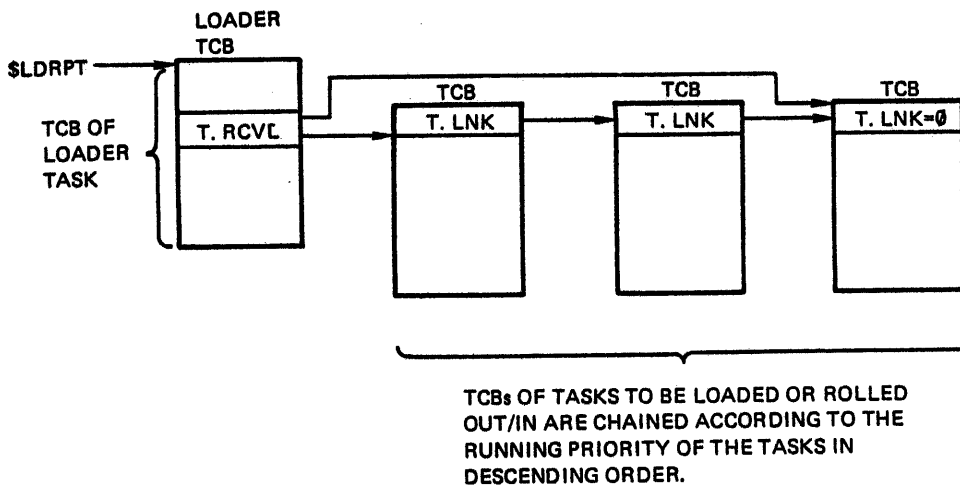 LOADER
TCB
$LDRPT
TCB
TCB
TCB
TCB OF
LOADER
TASK
T. RCVL
T. LNK
T. LNK
T. LNK=0
TCBs OF TASKS TO BE LOADED OR ROLLED
OUT/IN ARE CHAINED ACCORDING TO THE
RUNNING PRIORITY OF THE TASKS IN
DESCENDING ORDER.